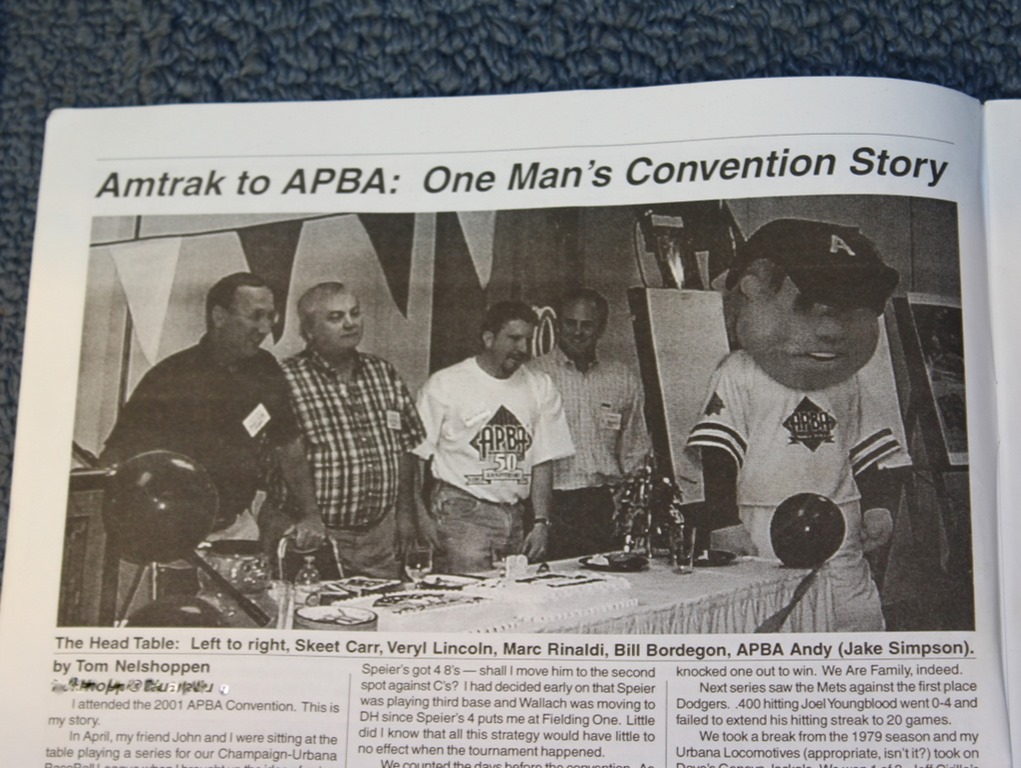 Amtrak to APBA: One Man's Convention Story
A
APBA
50
APBA
The Head Table: Left to right, Skeet Carr, Veryl Lincoln, Marc Rinaldi, Bill Bordegon, APBA Andy (Jake Simpson).
by Tom Nelshoppen
I attended the 2001 APBA Convention. This is
my story.
In April, my friend John and I were sitting at the
table playing a series for our Champaign-Urbana
Speier's got 4 8's — shall I move him to the second
spot against C's? I had decided early on that Speier
was playing third base and Wallach was moving to
DH since Speier's 4 puts me at Fielding One. Little
did I know that all this strategy would have little to
no effect when the tournament happened.
We counted the days before the convention. As
knocked one out to win. We Are Family, indeed.
Next series saw the Mets against the first place
Dodgers. .400 hitting Joel Youngblood went 0-4 and
failed to extend his hitting streak to 20 games.
We took a break from the 1979 season and my
Urbana Locomotives (appropriate, isn't it?) took on